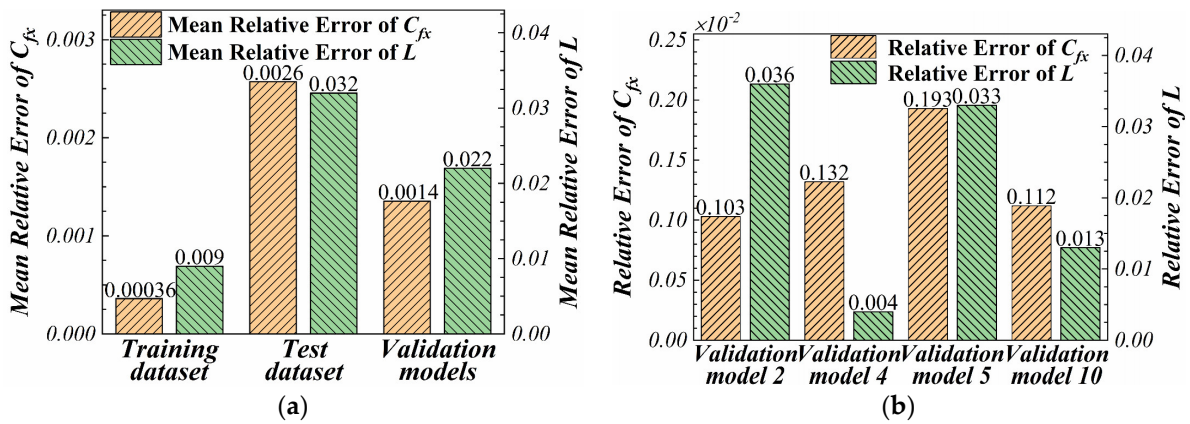 Mean Relative Error of C_fx
0.003
0.002
0.001
0.000
Mean Relative Error of C_fx
Mean Relative Error of L
0.00036
0.009
0.0026
0.032
0.0014
0.022
Training
dataset
Test
dataset
Validation
models
0.04
0.03
0.02
0.01
0.00
Mean Relative Error of L
(a)
×10^-2
Relative Error of C_fx
0.25
0.20
0.15
0.10
0.05
0.00
Relative Error of C_fx
Relative Error of L
0.103
0.036
0.132
0.004
0.193
0.033
0.112
0.013
Validation
model 2
Validation
model 4
Validation
model 5
Validation
model 10
0.04
0.03
0.02
0.01
0.00
Relative Error of L
(b)